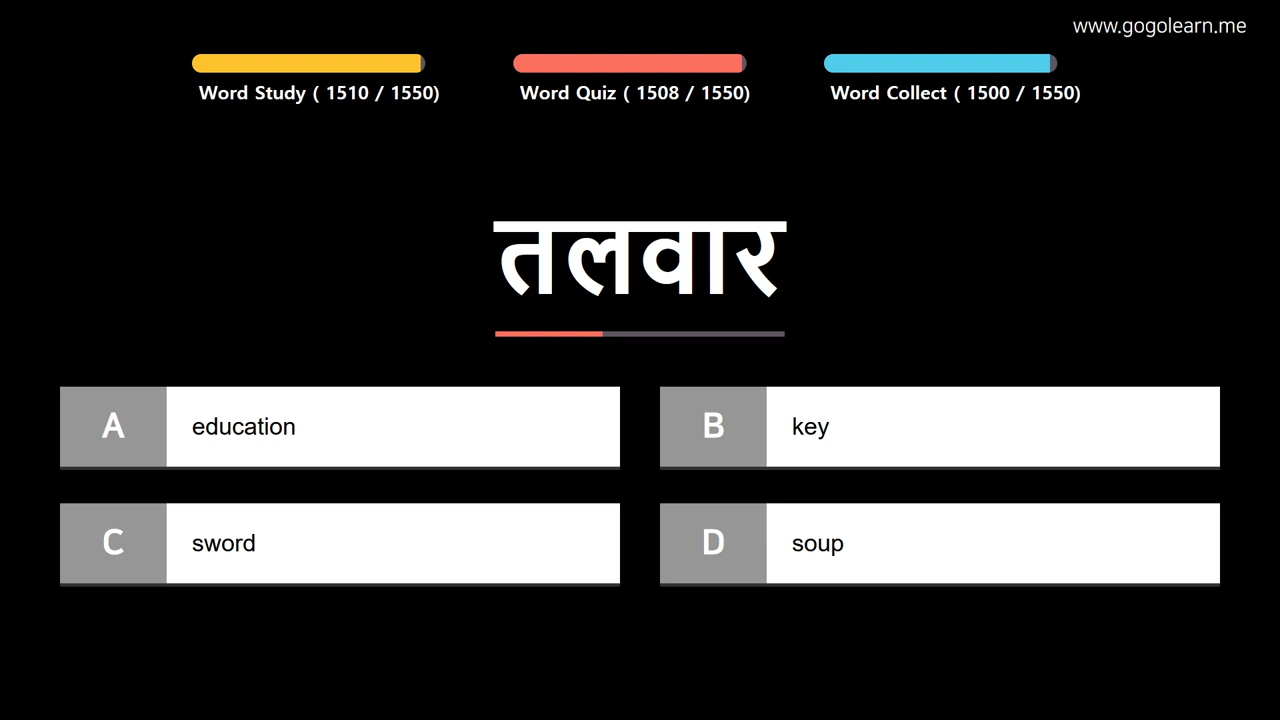 www.gogolearn.me
Word Study ( 1510 / 1550)
Word Quiz ( 1508 / 1550)
Word Collect ( 1500 / 1550)
तलवार
A education
B key
C sword
D soup